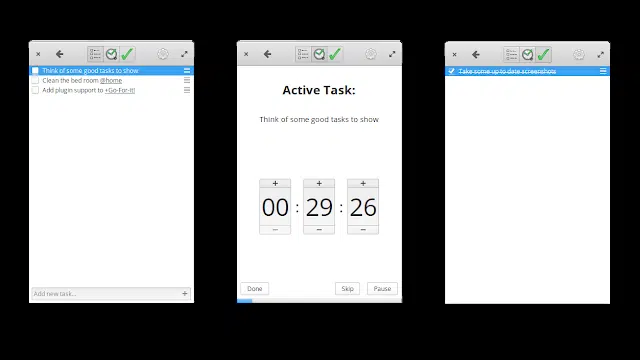 Think of some good tasks to show
Clean the bed room @home
Add plugin support to +Go-For-It!
Add new task...
Active Task:
Think of some good tasks to show
00 : 29 : 26
Done Skip Pause
Take some up to date screenshots